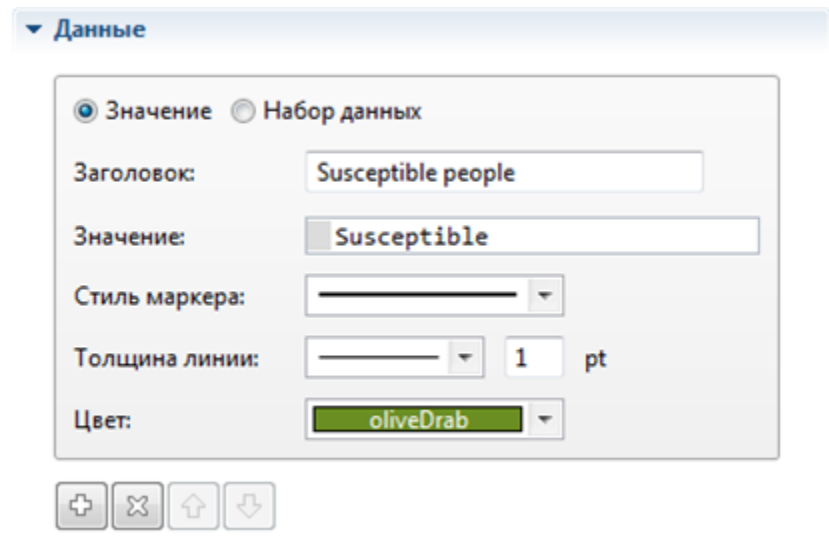 Данные
Значение Набор данных
Заголовок: Susceptible people
Значение: Susceptible
Стиль маркера:
Толщина линии: 1 pt
Цвет: oliveDrab